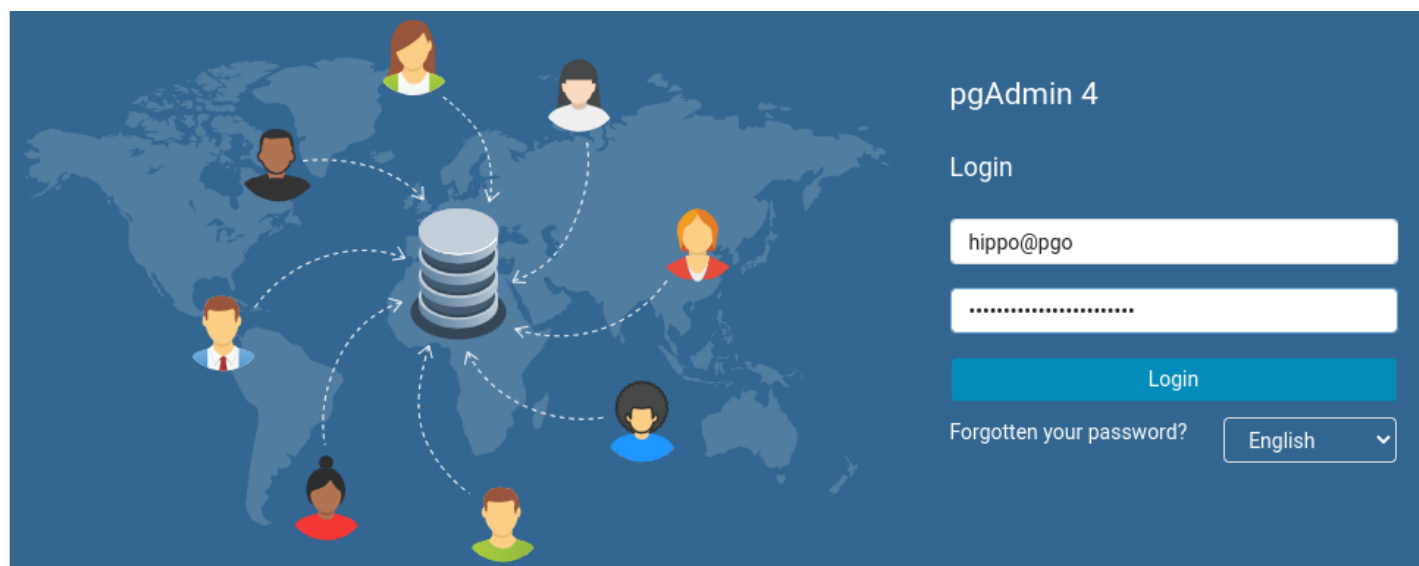 pgAdmin 4
Login
hippo@pgo
••••••••••••••••••••••••
Login
Forgotten your password?
English